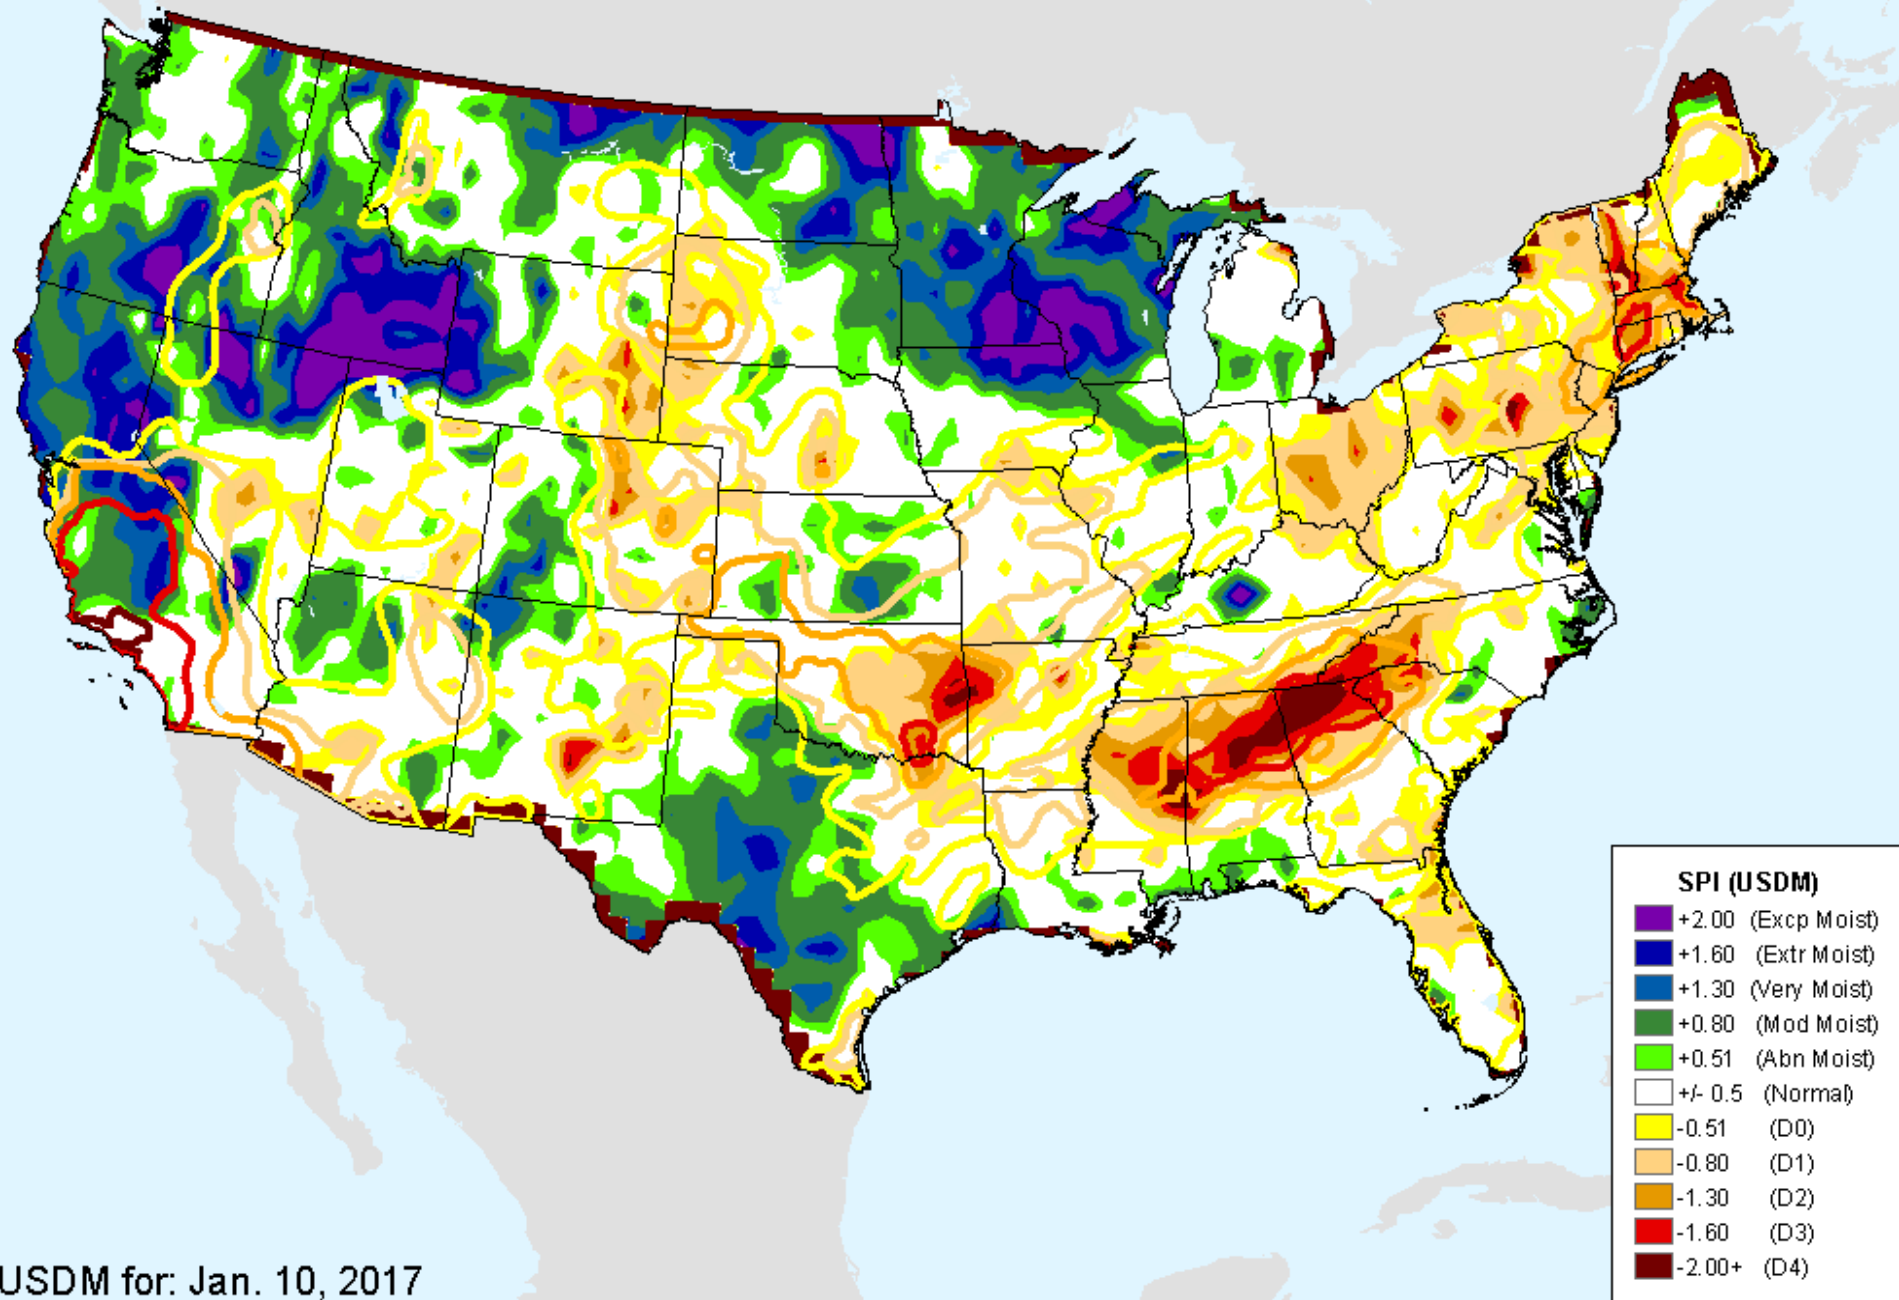 SPI (USDM)
+2.00 (Excp Moist)
+1.60 (Extr Moist)
+1.30 (Very Moist)
+0.80 (Mod Moist)
+0.51 (Abn Moist)
+/- 0.5 (Normal)
-0.51 (D0)
-0.80 (D1)
-1.30 (D2)
-1.60 (D3)
-2.00+ (D4)
USDM for: Jan. 10, 2017